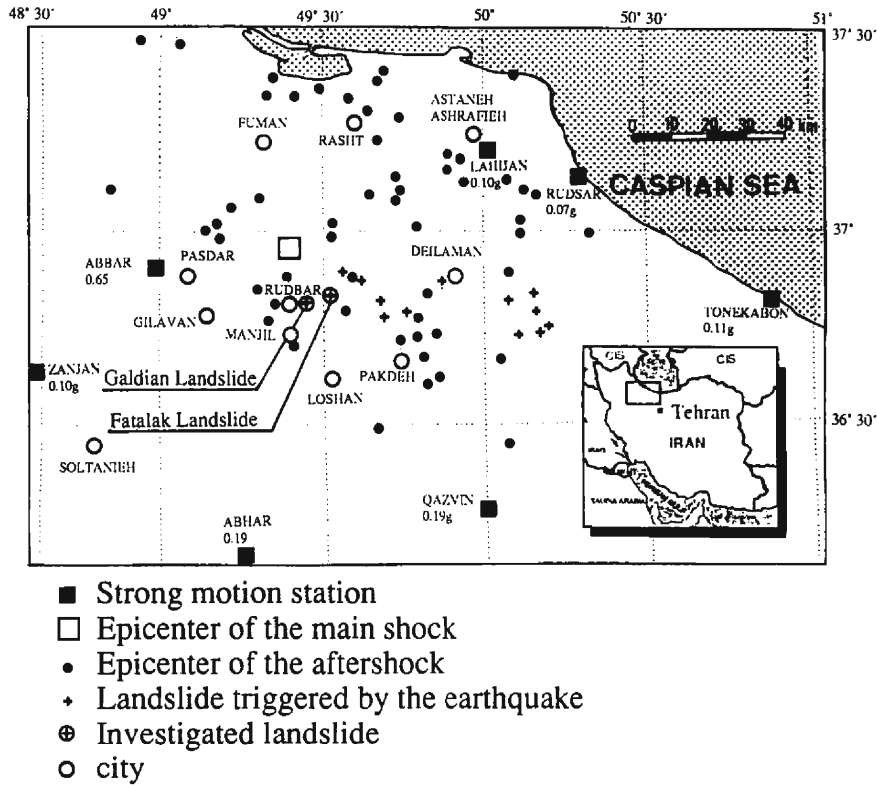 48° 30'
49°
49° 30'
50°
50° 30'
51°
37° 30'
37°
36° 30'
0 10 20 30 40 km
CASPIAN SEA
FUMAN
RASHT
ASTANEH
ASHRAFIEH
LAHIJAN
0.10g
RUDSAR
0.07g
DEILAMAN
ABBAR
0.65
PASDAR
RUDBAR
GILAVAN
MANJIL
TONEKABON
0.11g
ZANJAN
0.10g
Galdian Landslide
Fatalak Landslide
LOSHAN
PAKDEH
SOLTANIEH
QAZVIN
0.19g
ABHAR
0.19
CIS
CIS
Tehran
IRAN
SAUDIA ARABIA
Strong motion station
Epicenter of the main shock
Epicenter of the aftershock
Landslide triggered by the earthquake
Investigated landslide
city